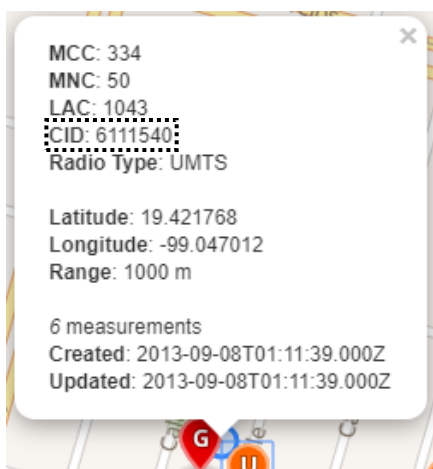 ×
MCC: 334
MNC: 50
LAC: 1043
CID: 6111540
Radio Type: UMTS
Latitude: 19.421768
Longitude: -99.047012
Range: 1000 m
6 measurements
Created: 2013-09-08T01:11:39.000Z
Updated: 2013-09-08T01:11:39.000Z
G
U